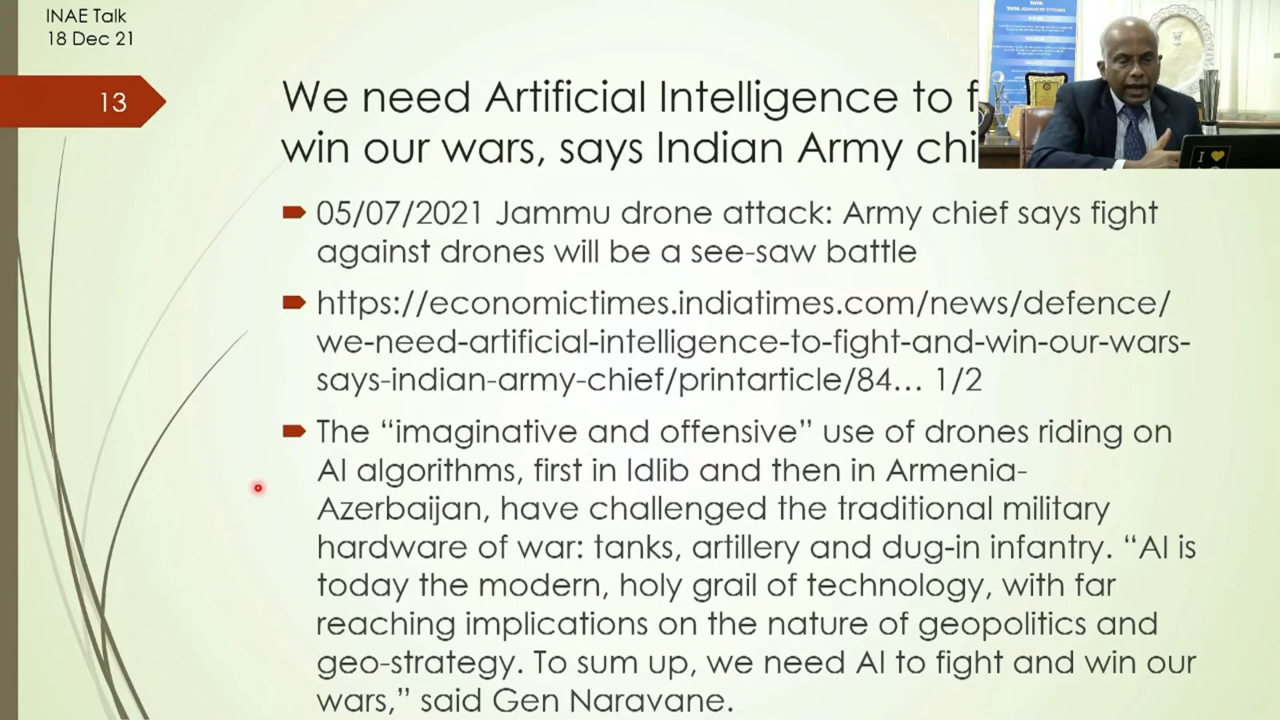 INAE Talk
18 Dec 21
13
We need Artificial Intelligence to f
win our wars, says Indian Army chi
05/07/2021 Jammu drone attack: Army chief says fight
against drones will be a see-saw battle
https://economictimes.indiatimes.com/news/defence/
we-need-artificial-intelligence-to-fight-and-win-our-wars-
says-indian-army-chief/printarticle/84... 1/2
The “imaginative and offensive” use of drones riding on
AI algorithms, first in Idlib and then in Armenia-
Azerbaijan, have challenged the traditional military
hardware of war: tanks, artillery and dug-in infantry. “AI is
today the modern, holy grail of technology, with far
reaching implications on the nature of geopolitics and
geo-strategy. To sum up, we need AI to fight and win our
wars,” said Gen Naravane.
TATA
TATA ADVANCED SYSTEMS
I